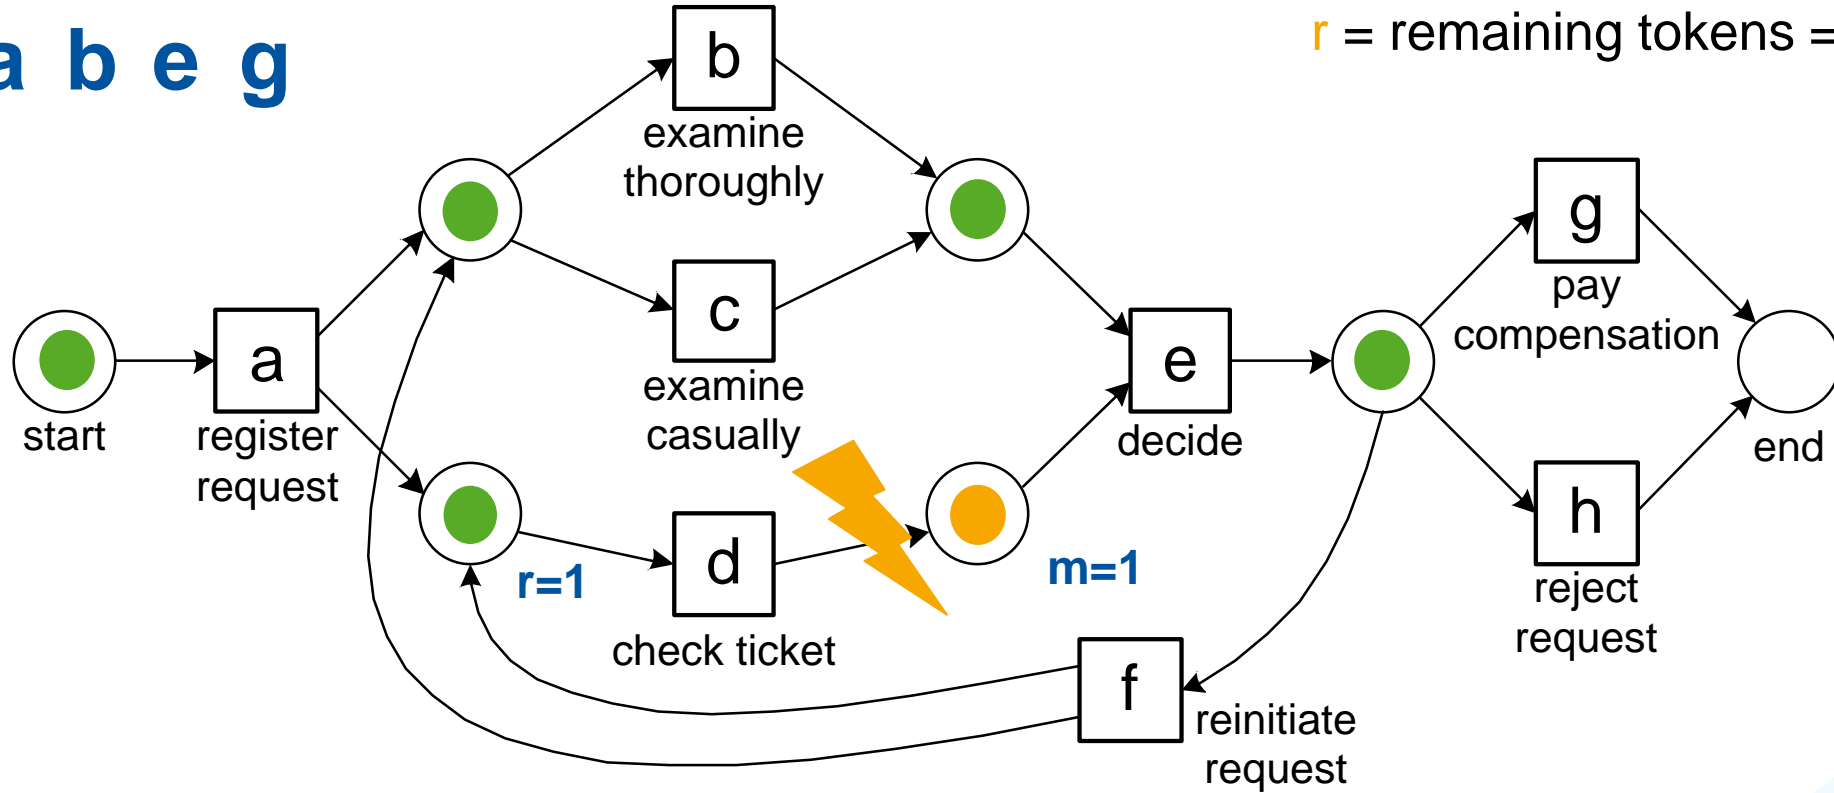 a b e g
r = remaining tokens =
b
examine
thoroughly
c
examine
casually
start
a
register
request
r=1
d
check ticket
m=1
e
decide
f
reinitiate
request
g
pay
compensation
h
reject
request
end